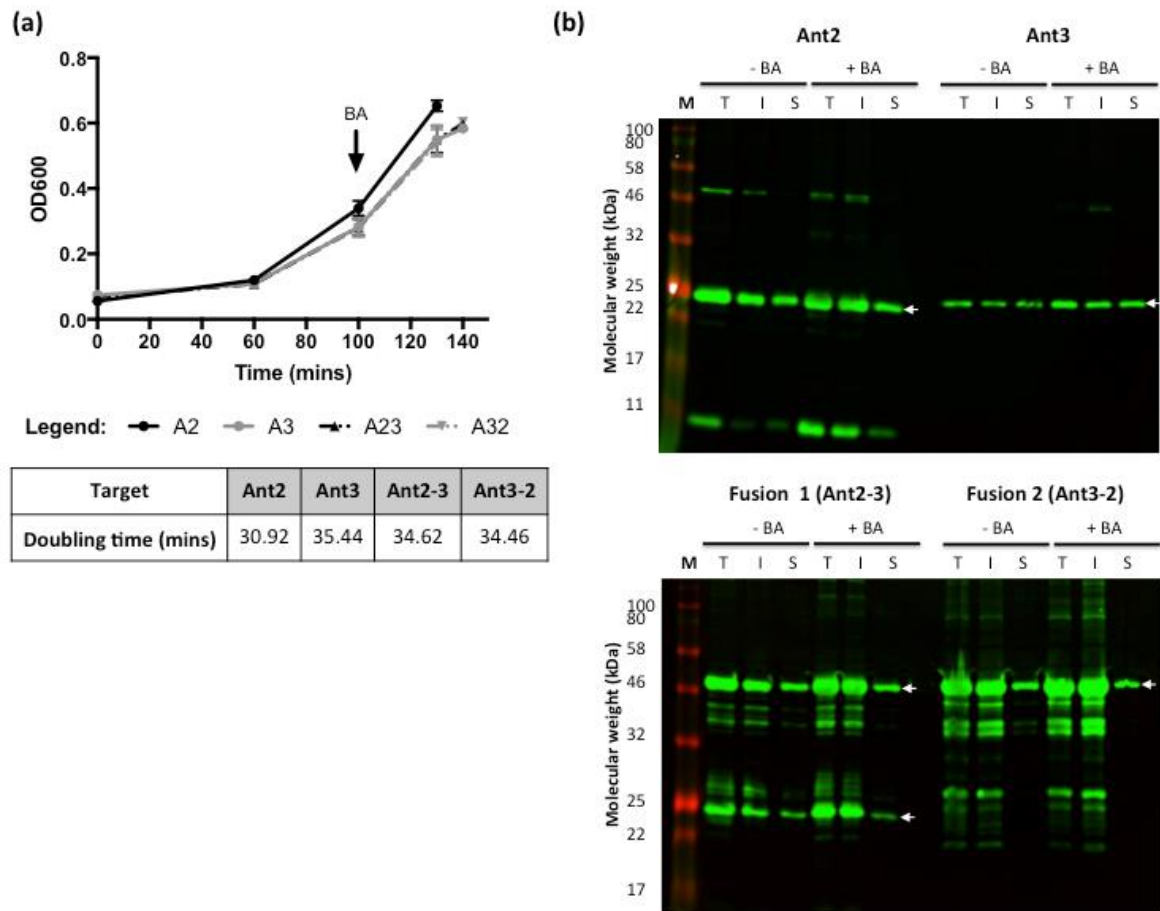 (a)
0.8
0.6
0.4
0.2
0.0
OD600
BA
0 20 40 60 80 100 120 140
Time (mins)
Legend: A2 A3 A23 A32
Target Ant2 Ant3 Ant2-3 Ant3-2
Doubling time (mins) 30.92 35.44 34.62 34.46
(b)
Ant2 Ant3
- BA + BA - BA + BA
M T I S T I S T I S T I S
Molecular weight (kDa)
100
80
58
46
32
25
22
17
11
Fusion 1 (Ant2-3) Fusion 2 (Ant3-2)
- BA + BA - BA + BA
M T I S T I S T I S T I S
Molecular weight (kDa)
100
80
58
46
32
25
22
17